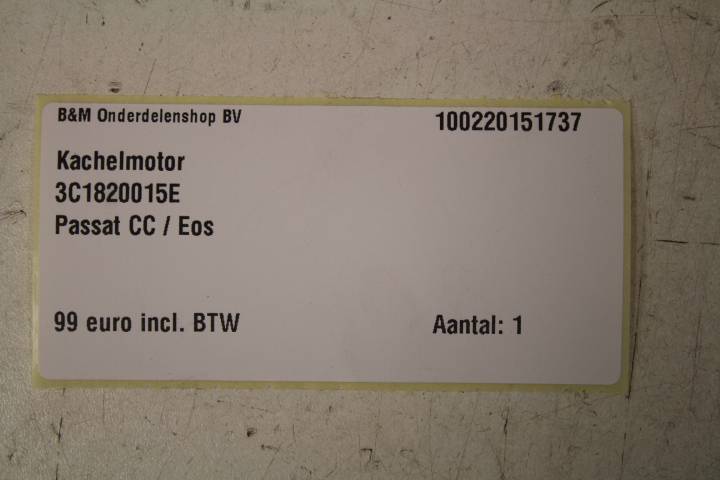 B&M Onderdelenshop BV 100220151737
Kachelmotor
3C1820015E
Passat CC / Eos
99 euro incl. BTW Aantal: 1